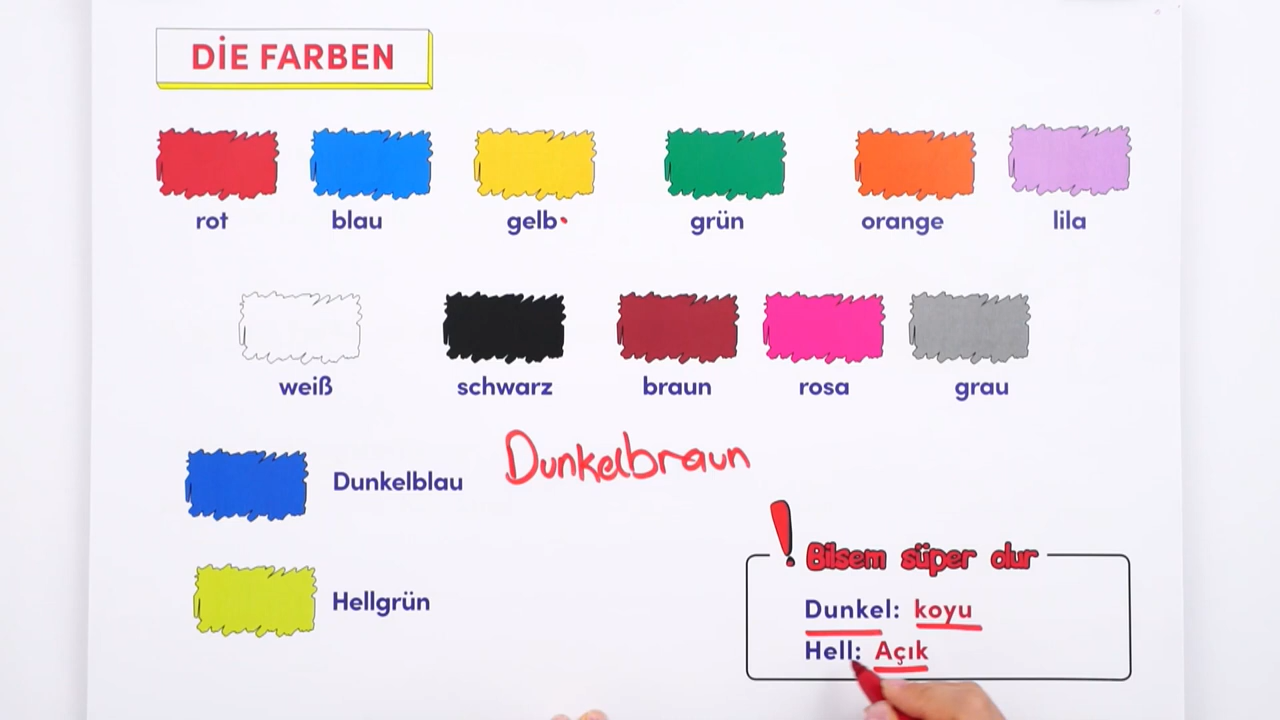 DİE FARBEN
rot blau gelb grün orange lila
weiß schwarz braun rosa grau
Dunkelbraun
Dunkelblau
Bilsem süper olur
Hellgrün
Dunkel: koyu
Hell: Açık